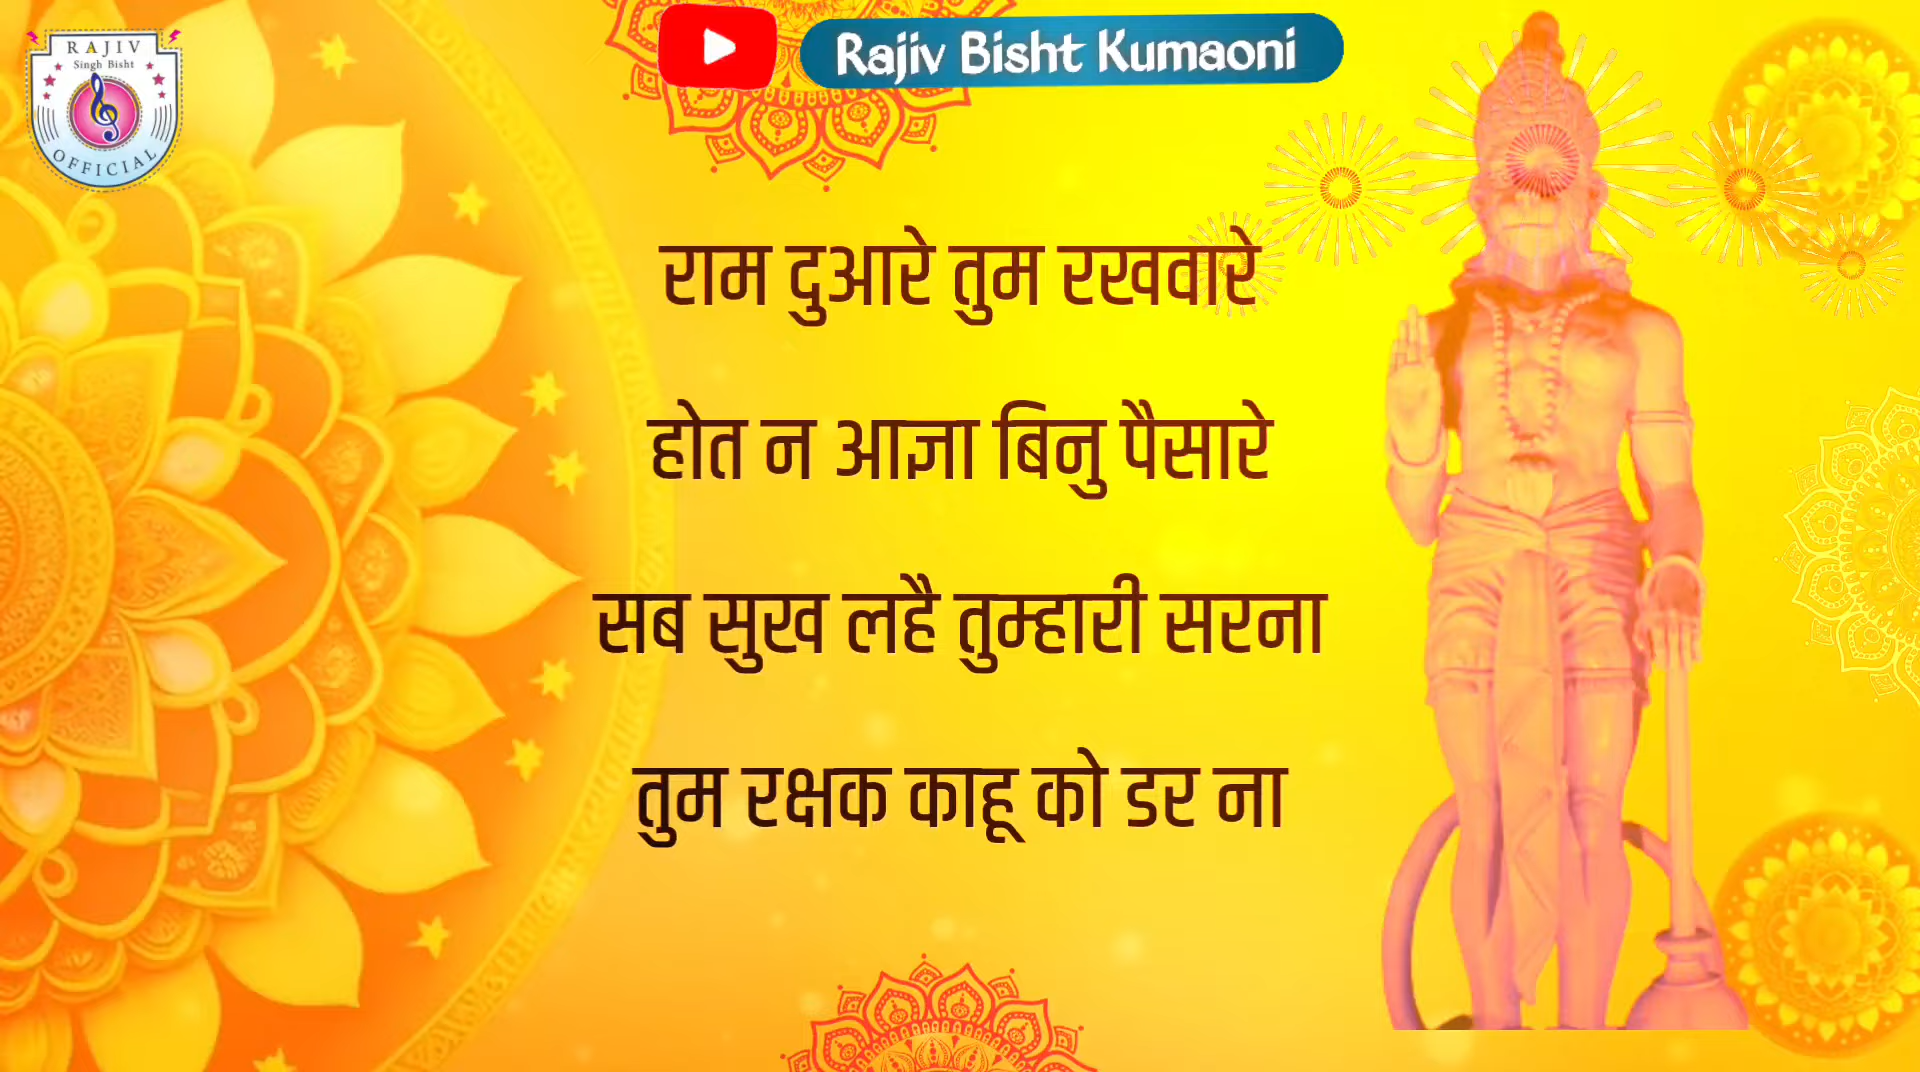 RAJIV
Singh Bisht
OFFICIAL
Rajiv Bisht Kumaoni
राम दुआरे तुम रखवारे
होत न आज्ञा बिनु पैसारे
सब सुख लहै तुम्हारी सरना
तुम रक्षक काहू को डर ना